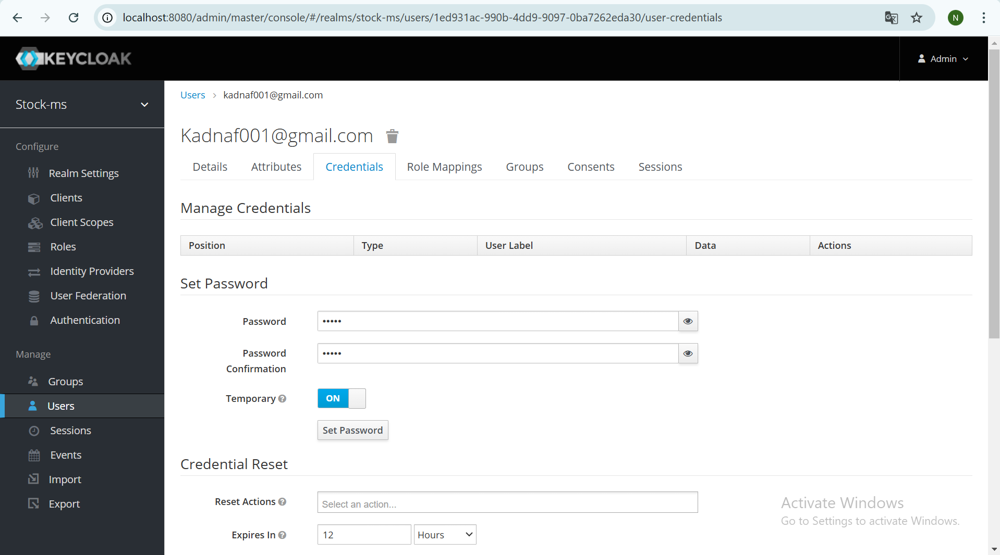 localhost:8080/admin/master/console/#/realms/stock-ms/users/1ed931ac-990b-4dd9-9097-0ba7262eda30/user-credentials
N
KEYCLOAK
Admin
Stock-ms
Configure
Realm Settings
Clients
Client Scopes
Roles
Identity Providers
User Federation
Authentication
Manage
Groups
Users
Sessions
Events
Import
Export
Users > kadnaf001@gmail.com
Kadnaf001@gmail.com
Details Attributes Credentials Role Mappings Groups Consents Sessions
Manage Credentials
Position Type User Label Data Actions
Set Password
Password •••••
Password Confirmation •••••
Temporary ON
Set Password
Credential Reset
Reset Actions Select an action...
Expires In 12 Hours
Activate Windows
Go to Settings to activate Windows.